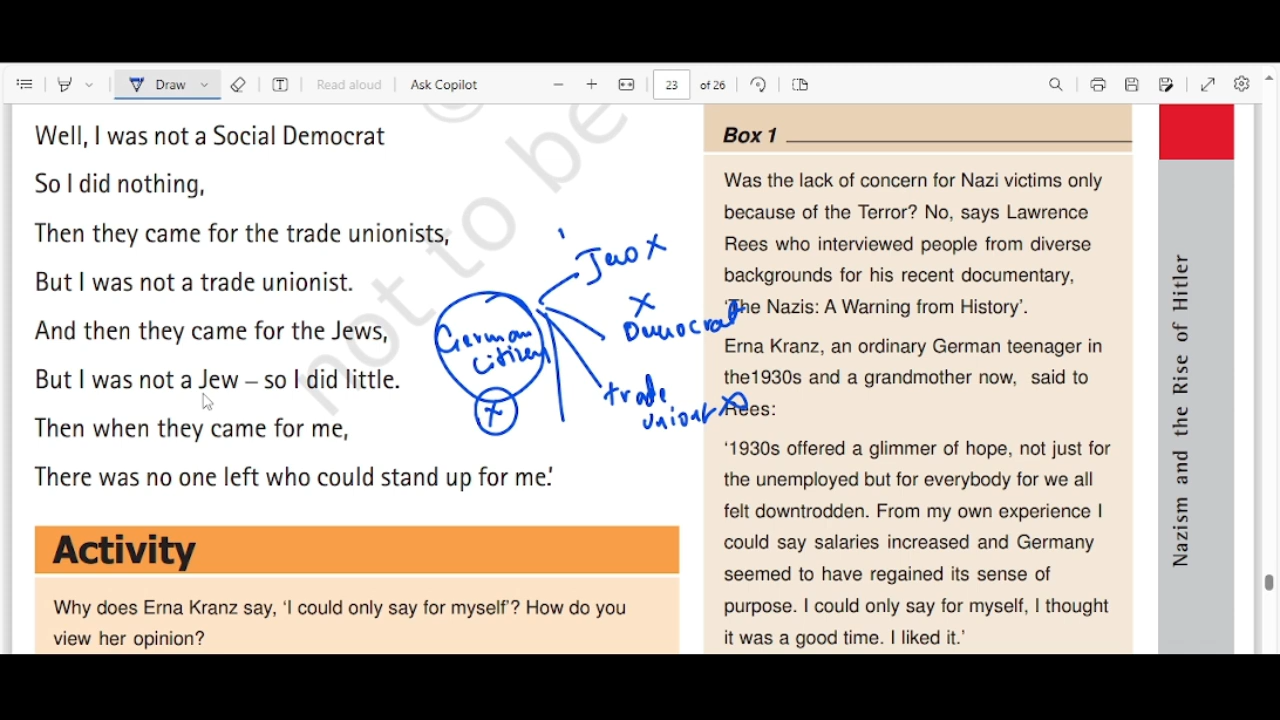 Draw
Read aloud
Ask Copilot
23
of 26
Well, I was not a Social Democrat
So I did nothing,
Then they came for the trade unionists,
But I was not a trade unionist.
And then they came for the Jews,
But I was not a Jew – so I did little.
Then when they came for me,
There was no one left who could stand up for me.'
not to be
German
citizen
X
Jew X
X
Democrat
trade
unionst X
Activity
Why does Erna Kranz say, 'I could only say for myself'? How do you
view her opinion?
Box 1
Was the lack of concern for Nazi victims only
because of the Terror? No, says Lawrence
Rees who interviewed people from diverse
backgrounds for his recent documentary,
'The Nazis: A Warning from History'.
Erna Kranz, an ordinary German teenager in
the1930s and a grandmother now, said to
Rees:
'1930s offered a glimmer of hope, not just for
the unemployed but for everybody for we all
felt downtrodden. From my own experience I
could say salaries increased and Germany
seemed to have regained its sense of
purpose. I could only say for myself, I thought
it was a good time. I liked it.'
Nazism and the Rise of Hitler